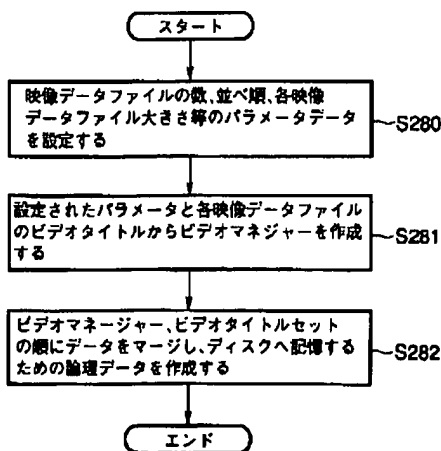 スタート
映像データファイルの数、並べ順、各映像
データファイル大きさ等のパラメータデータ
を設定する
S280
設定されたパラメータと各映像データファイル
のビデオタイトルからビデオマネジャーを作成
する
S281
ビデオマネージャー、ビデオタイトルセット
の順にデータをマージし、ディスクへ記憶する
ための論理データを作成する
S282
エンド